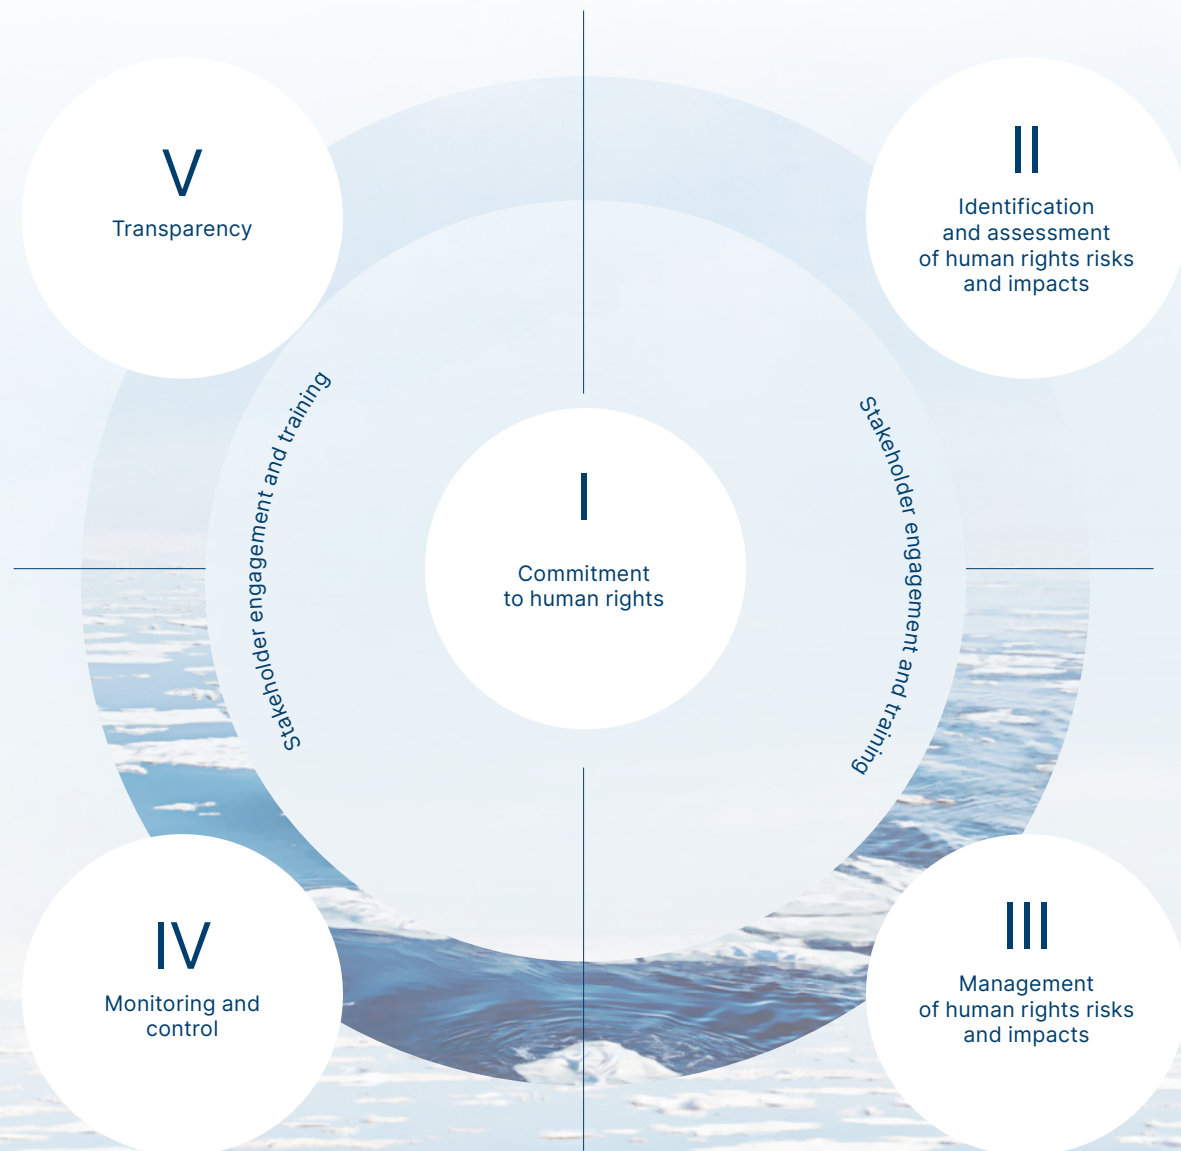 V
Transparency
II
Identification
and assessment
of human rights risks
and impacts
Stakeholder engagement and training
Stakeholder engagement and training
I
Commitment
to human rights
IV
Monitoring and
control
III
Management
of human rights risks
and impacts